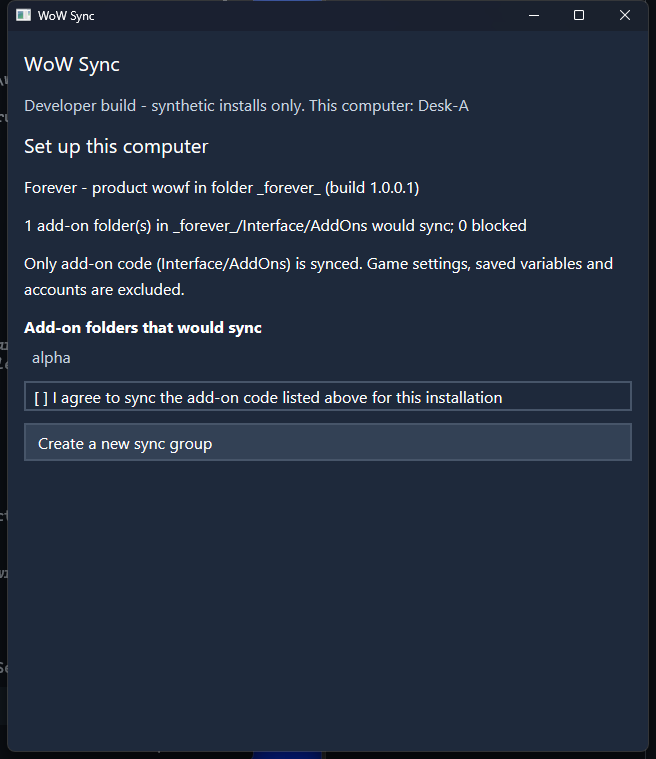 WoW Sync
WoW Sync
Developer build - synthetic installs only. This computer: Desk-A
Set up this computer
Forever - product wowf in folder _forever_ (build 1.0.0.1)
1 add-on folder(s) in _forever_/Interface/AddOns would sync; 0 blocked
Only add-on code (Interface/AddOns) is synced. Game settings, saved variables and
accounts are excluded.
Add-on folders that would sync
alpha
[ ] I agree to sync the add-on code listed above for this installation
Create a new sync group